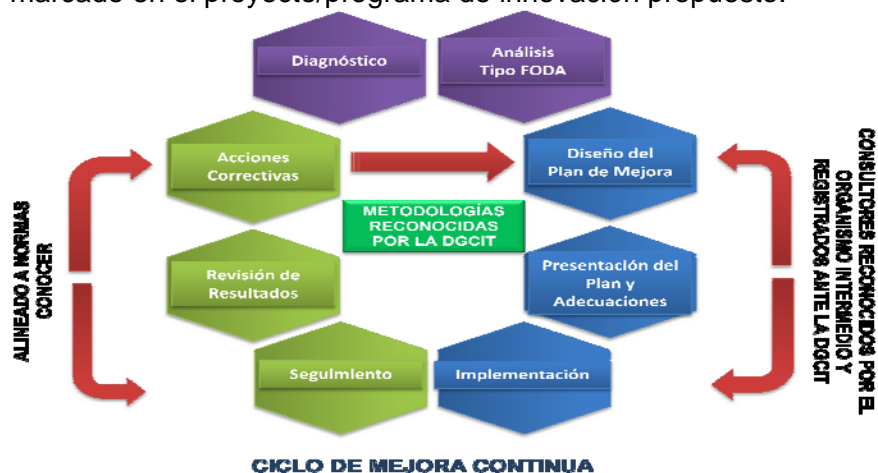 marcado en el proyecto/programa de innovación propuesto.
Diagnóstico
Análisis
Tipo FODA
Acciones
Correctivas
Diseño del
Plan de Mejora
METODOLOGÍAS
RECONOCIDAS
POR LA DGCIT
Revisión de
Resultados
Presentación del
Plan y
Adecuaciones
Seguimiento
Implementación
ALINEADO A NORMAS
CONOCER
CONSULTORES RECONOCIDOS POR EL
ORGANISMO INTERMEDIO Y
REGISTRADOS ANTE LA DGCIT
CICLO DE MEJORA CONTINUA